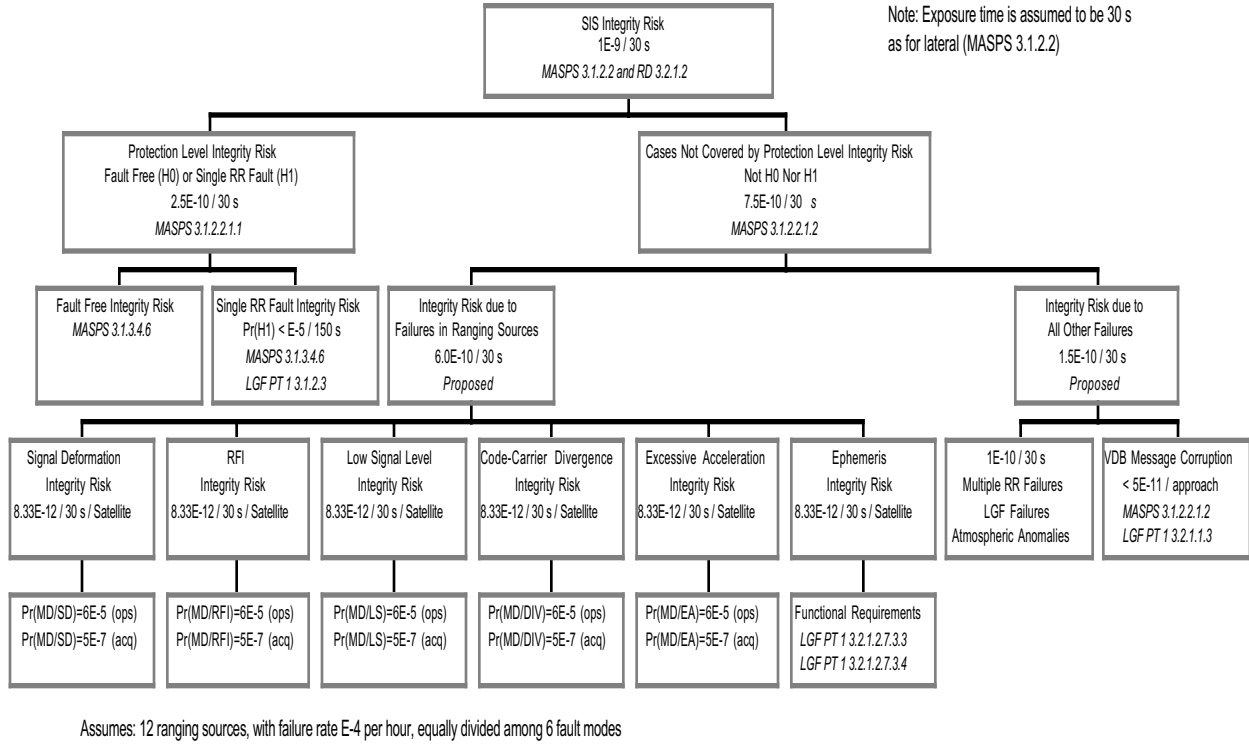 SIS Integrity Risk
1E-9 / 30 s
MASPS 3.1.2.2 and RD 3.2.1.2
Note: Exposure time is assumed to be 30 s
as for lateral (MASPS 3.1.2.2)
Protection Level Integrity Risk
Fault Free (H0) or Single RR Fault (H1)
2.5E-10 / 30 s
MASPS 3.1.2.2.1.1
Cases Not Covered by Protection Level Integrity Risk
Not H0 Nor H1
7.5E-10 / 30 s
MASPS 3.1.2.2.1.2
Fault Free Integrity Risk
MASPS 3.1.3.4.6
Single RR Fault Integrity Risk
Pr(H1) < E-5 / 150 s
MASPS 3.1.3.4.6
LGF PT 1 3.1.2.3
Integrity Risk due to
Failures in Ranging Sources
6.0E-10 / 30 s
Proposed
Integrity Risk due to
All Other Failures
1.5E-10 / 30 s
Proposed
Signal Deformation
Integrity Risk
8.33E-12 / 30 s / Satellite
RFI
Integrity Risk
8.33E-12 / 30 s / Satellite
Low Signal Level
Integrity Risk
8.33E-12 / 30 s / Satellite
Code-Carrier Divergence
Integrity Risk
8.33E-12 / 30 s / Satellite
Excessive Acceleration
Integrity Risk
8.33E-12 / 30 s / Satellite
Ephemeris
Integrity Risk
8.33E-12 / 30 s / Satellite
1E-10 / 30 s
Multiple RR Failures
LGF Failures
Atmospheric Anomalies
VDB Message Corruption
< 5E-11 / approach
MASPS 3.1.2.2.1.2
LGF PT 1 3.2.1.1.3
Pr(MD/SD)=6E-5 (ops)
Pr(MD/SD)=5E-7 (acq)
Pr(MD/RFI)=6E-5 (ops)
Pr(MD/RFI)=5E-7 (acq)
Pr(MD/LS)=6E-5 (ops)
Pr(MD/LS)=5E-7 (acq)
Pr(MD/DIV)=6E-5 (ops)
Pr(MD/DIV)=5E-7 (acq)
Pr(MD/EA)=6E-5 (ops)
Pr(MD/EA)=5E-7 (acq)
Functional Requirements
LGF PT 1 3.2.1.2.7.3.3
LGF PT 1 3.2.1.2.7.3.4
Assumes: 12 ranging sources, with failure rate E-4 per hour, equally divided among 6 fault modes